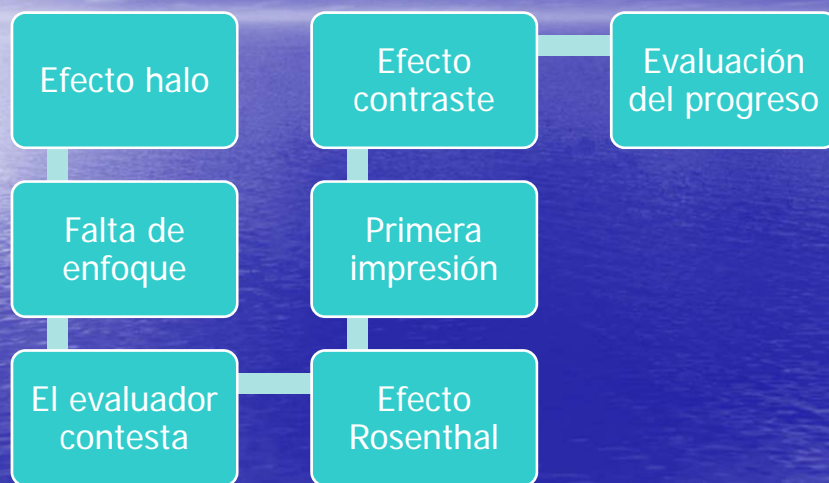 Efecto halo
Falta de
enfoque
El evaluador
contesta
Efecto
Rosenthal
Primera
impresión
Efecto
contraste
Evaluación
del progreso